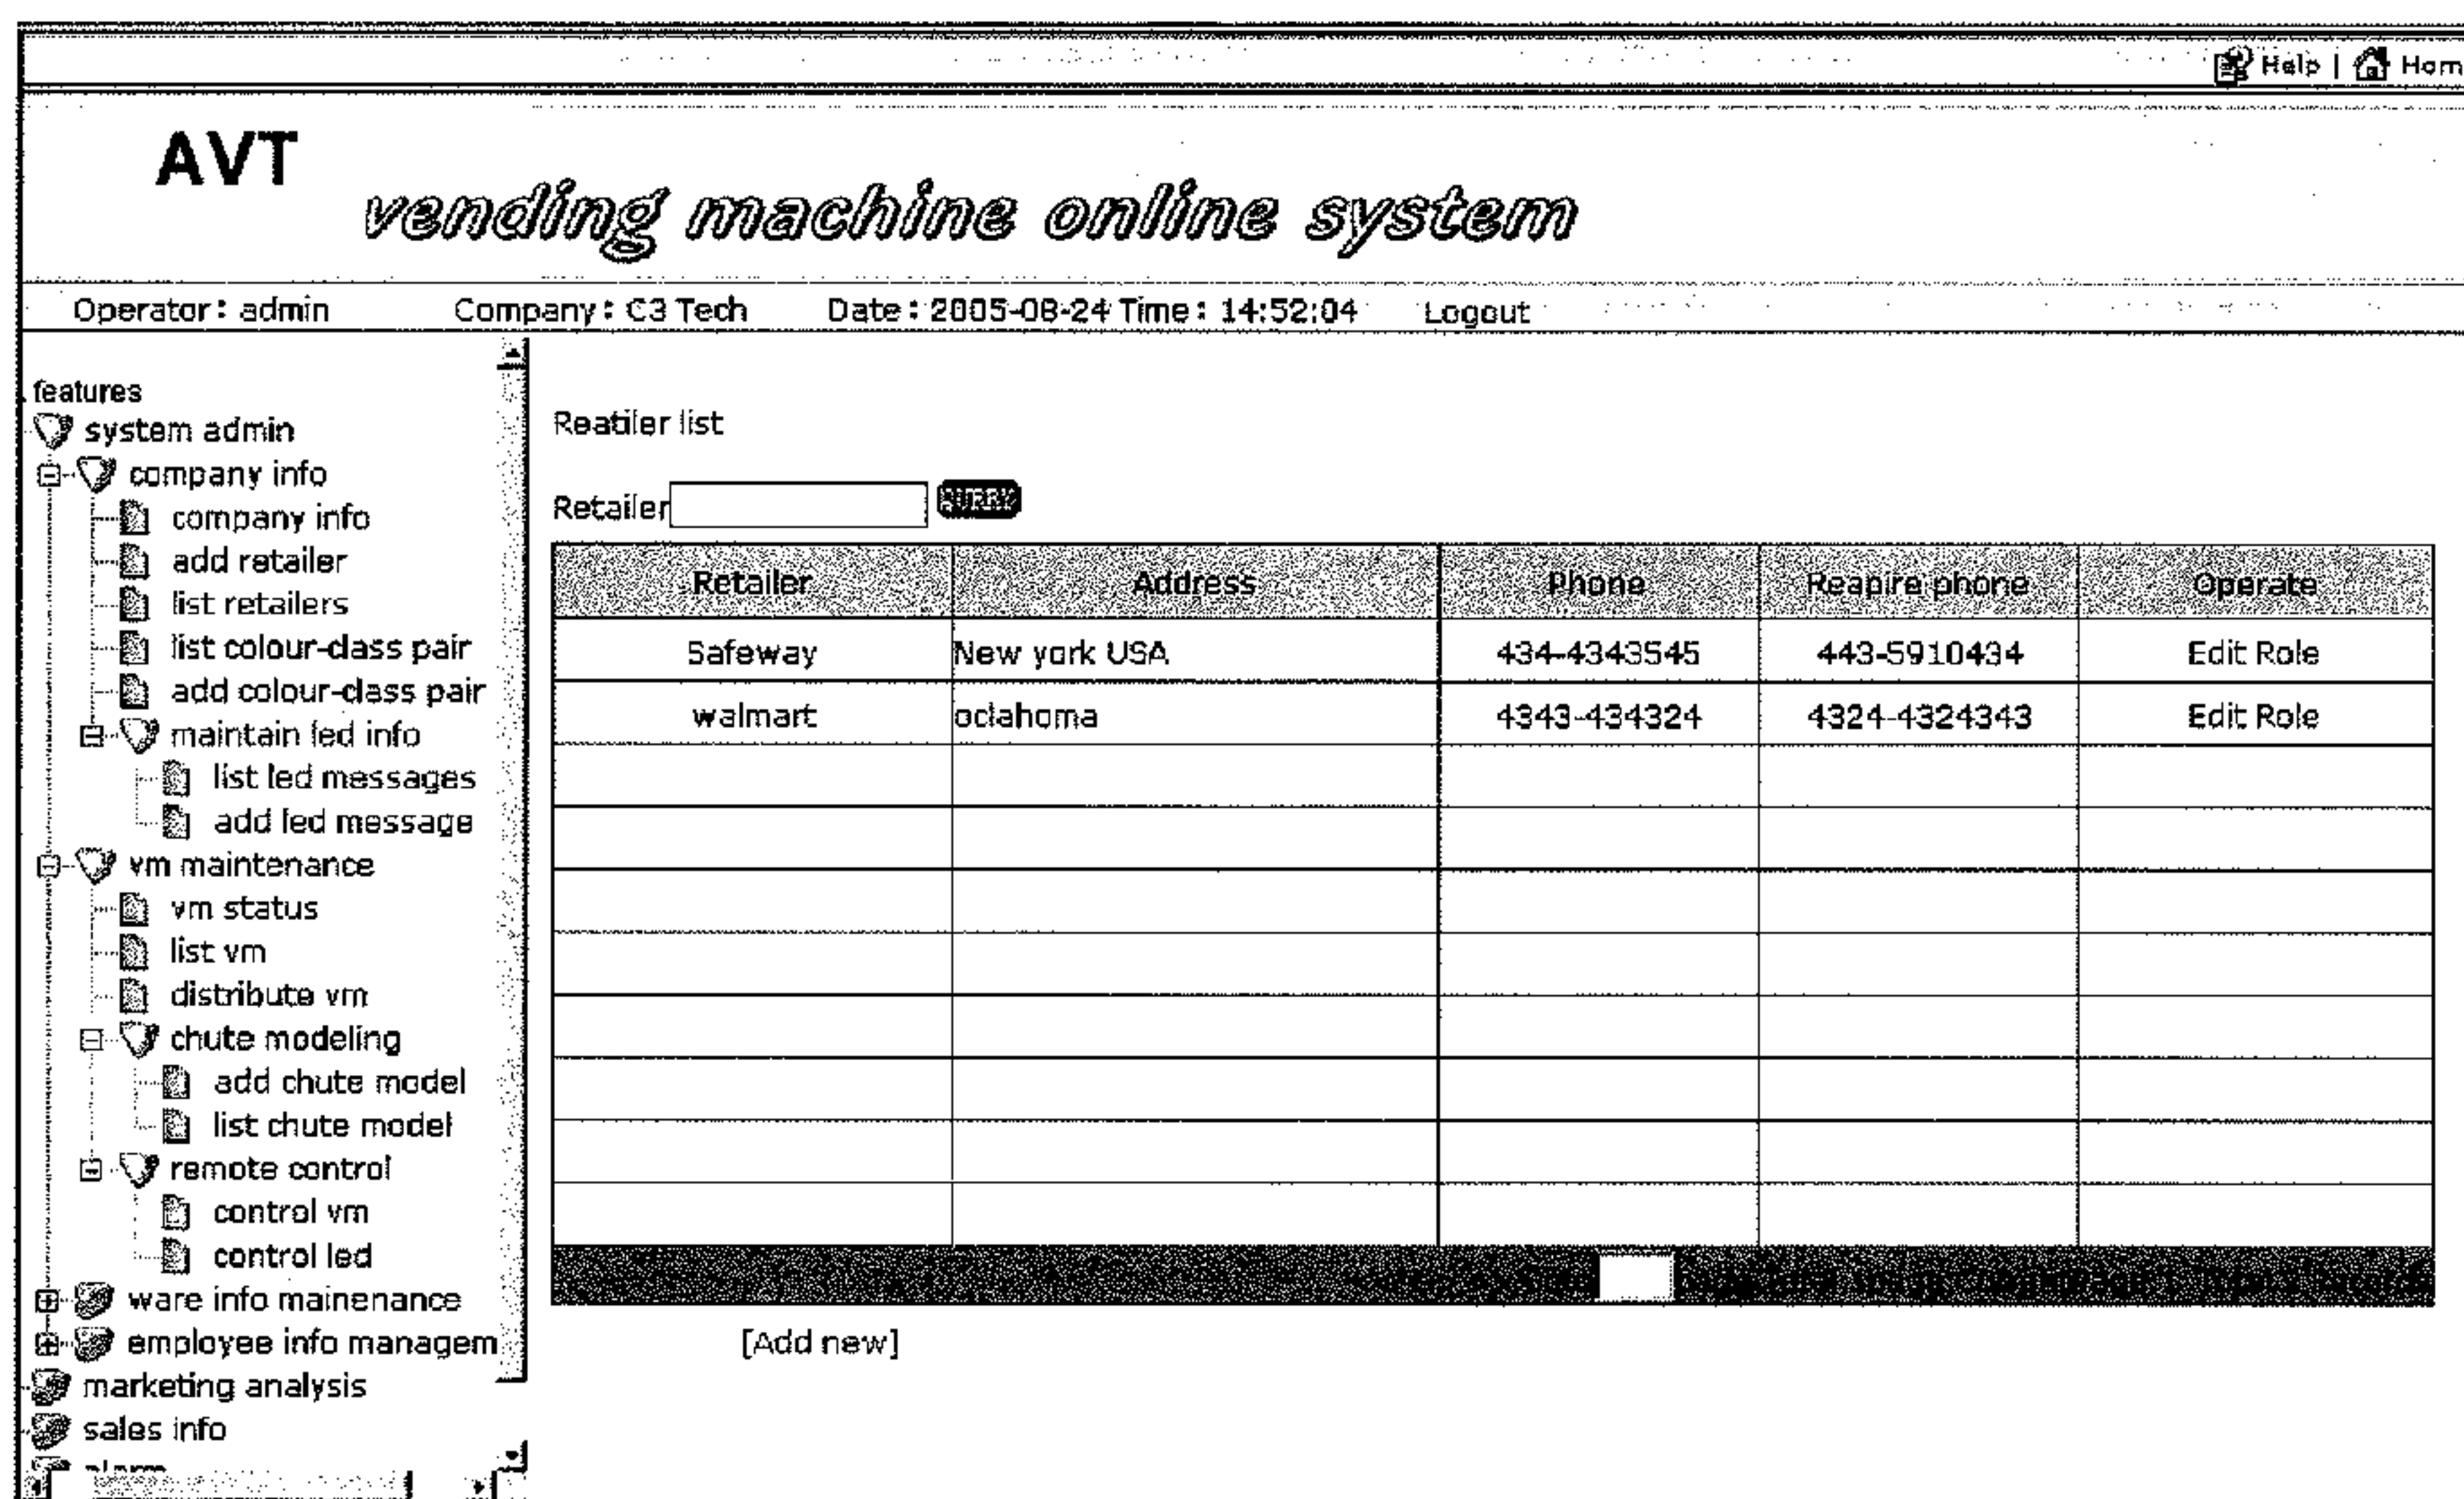 Help | Hom
AVT
vending machine online system
Operator: admin Company: C3 Tech Date: 2005-08-24 Time: 14:52:04 Logout
features
system admin
company info
company info
add retailer
list retailers
list colour-class pair
add colour-class pair
maintain led info
list led messages
add led message
vm maintenance
vm status
list vm
distribute vm
chute modeling
add chute model
list chute model
remote control
control vm
control led
ware info mainenance
employee info managem
marketing analysis
sales info
alarm
Reatiler list
Retailer QUERY
Retailer Address Phone Reapire phone Operate
Safeway New york USA 434-4343545 443-5910434 Edit Role
walmart oclahoma 4343-434324 4324-4324343 Edit Role
[Add new]